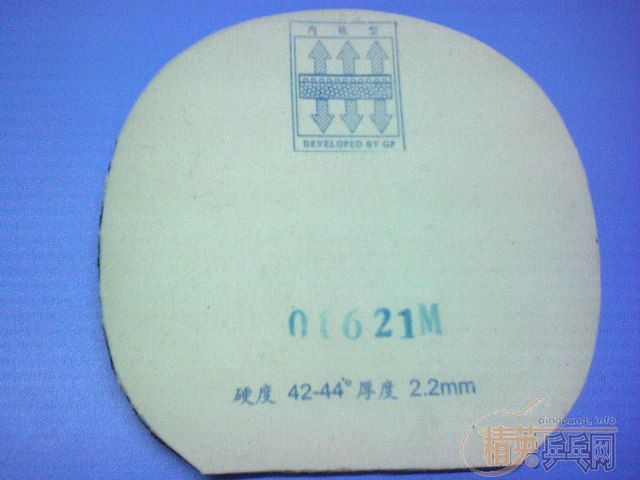 内能型
DEVELOPED BY GP
01621M
硬度 42-44° 厚度 2.2mm
pingpang.info
精英乒乓网